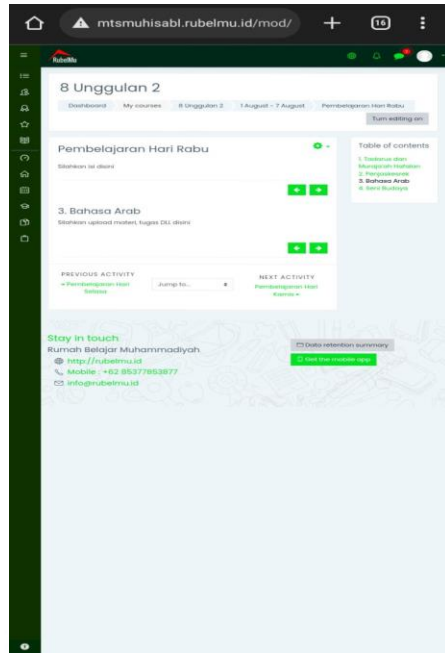 mtsmuhisabl.rubelmu.id/mod/
16
RubelMu
8 Unggulan 2
Dashboard My courses 8 Unggulan 2 1 August - 7 August Pembelajaran Hari Rabu
Turn editing on
Pembelajaran Hari Rabu
Silahkan isi disini
3. Bahasa Arab
Silahkan upload materi, tugas DLL disini
PREVIOUS ACTIVITY
Pembelajaran Hari
Selasa
Jump to...
NEXT ACTIVITY
Pembelajaran Hari
Kamis
Table of contents
1. Tadarus dan
Muraja'ah Hafalan
2. Penjasorkes
3. Bahasa Arab
4. Seni Budaya
Stay in touch
Rumah Belajar Muhammadiyah
http://rubelmu.id
Mobile : +62 85377853877
info@rubelmu.id
Data retention summary
Get the mobile app